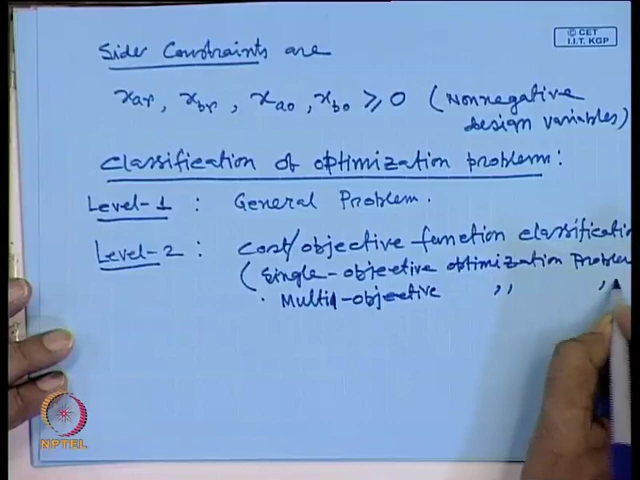 © CET
I.I.T. KGP
Side Constraints are
xar, xbr, xao, xbo ≥ 0 (Nonnegative
design variables)
Classification of optimization problem:
Level-1 : General Problem.
Level-2 : Cost/objective function classificatio
(Single-objective optimization Problem
Multi-objective ,, ,,
NPTEL